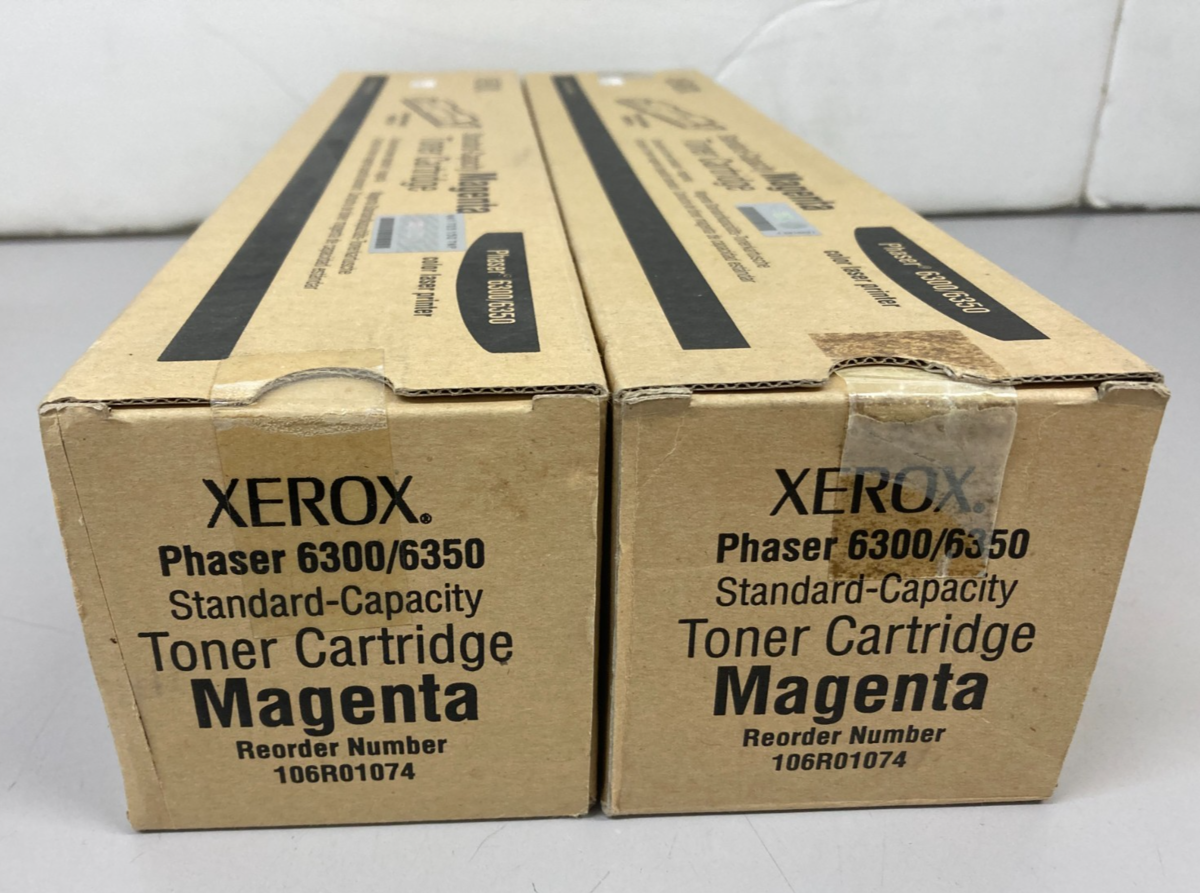 Magenta
Toner Cartridge
color laser printer
Phaser® 6300/6350
XEROX®
Phaser 6300/6350
Standard-Capacity
Toner Cartridge
Magenta
Reorder Number
106R01074
Magenta
Toner Cartridge
color laser printer
Phaser® 6300/6350
XEROX®
Phaser 6300/6350
Standard-Capacity
Toner Cartridge
Magenta
Reorder Number
106R01074